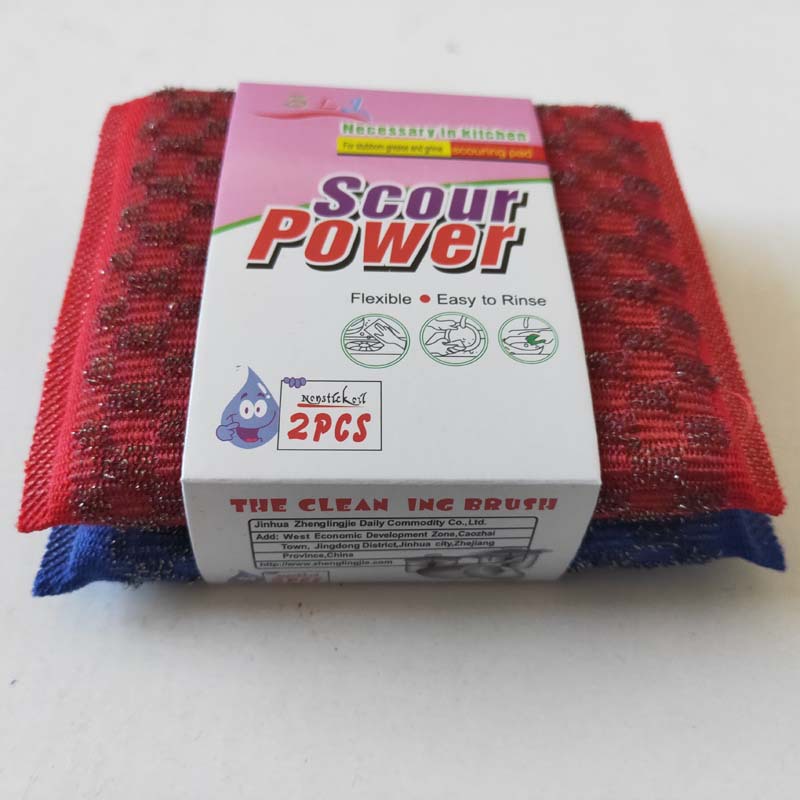 Necessary in kitchen
For stubborn grease and grime scouring pad
Scour
Power
Flexible ● Easy to Rinse
Nonstick oil
2PCS
THE CLEAN ING BRUSH
Jinhua Zhenglingjie Daily Commodity Co.,Ltd.
Add: West Economic Development Zone,Caozhai
Town, Jingdong District,Jinhua city,Zhejiang
Province,China
http://www.zhenglingjie.com